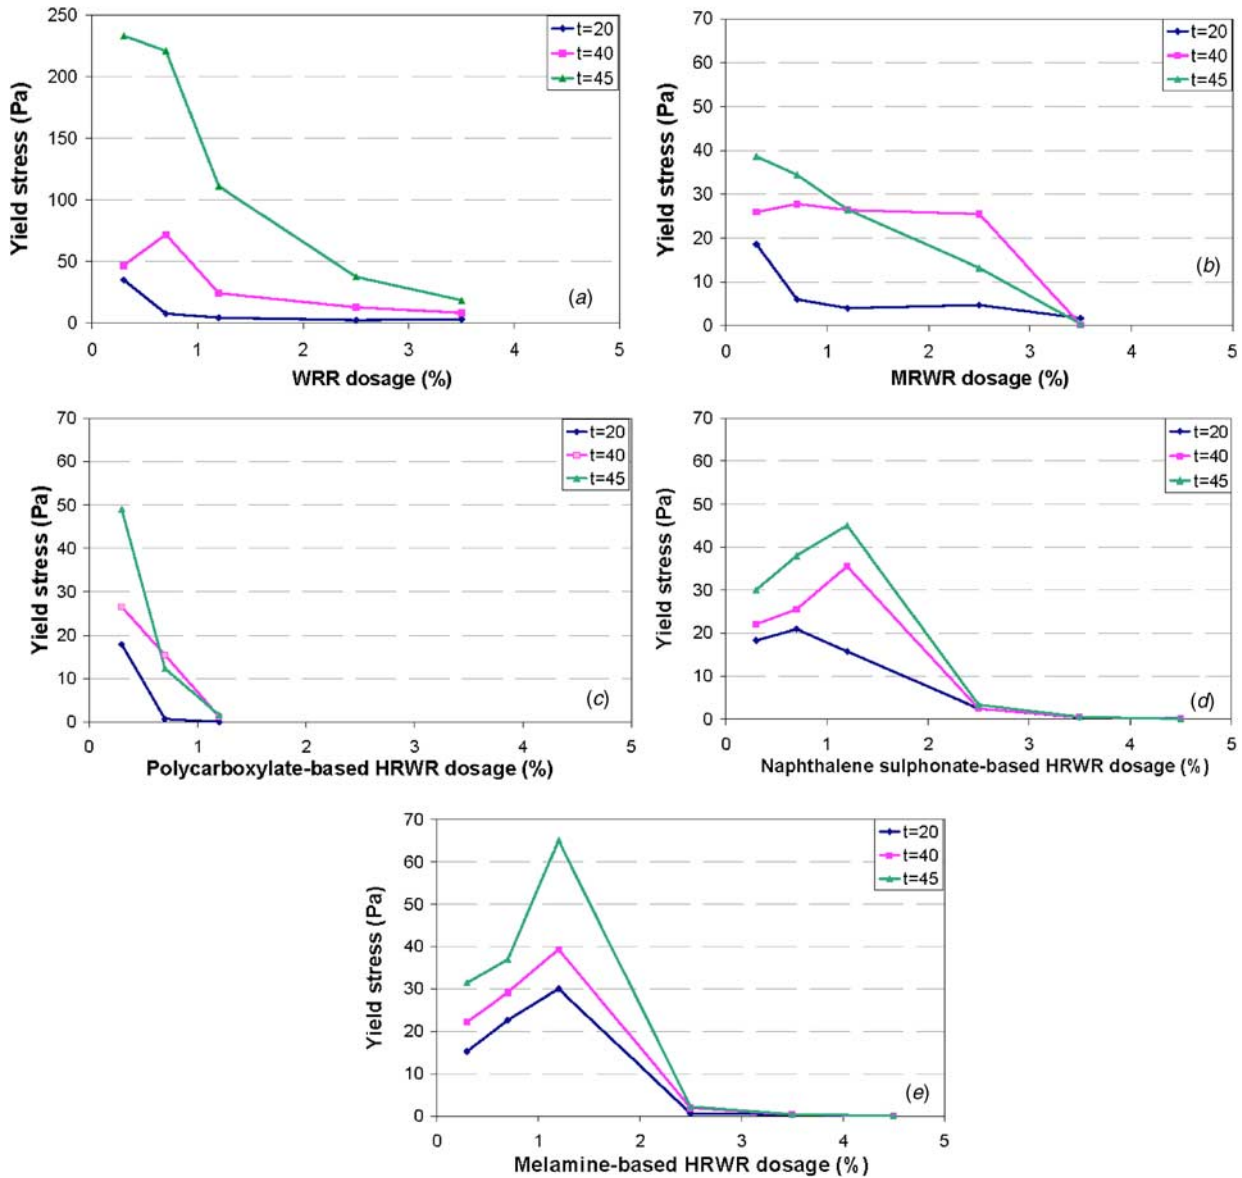 250
200
150
100
50
0
Yield stress (Pa)
t=20
t=40
t=45
(a)
0 1 2 3 4 5
WRR dosage (%)
70
60
50
40
30
20
10
0
Yield stress (Pa)
t=20
t=40
t=45
(b)
0 1 2 3 4 5
MRWR dosage (%)
70
60
50
40
30
20
10
0
Yield stress (Pa)
t=20
t=40
t=45
(c)
0 1 2 3 4 5
Polycarboxylate-based HRWR dosage (%)
70
60
50
40
30
20
10
0
Yield stress (Pa)
t=20
t=40
t=45
(d)
0 1 2 3 4 5
Naphthalene sulphonate-based HRWR dosage (%)
70
60
50
40
30
20
10
0
Yield stress (Pa)
t=20
t=40
t=45
(e)
0 1 2 3 4 5
Melamine-based HRWR dosage (%)